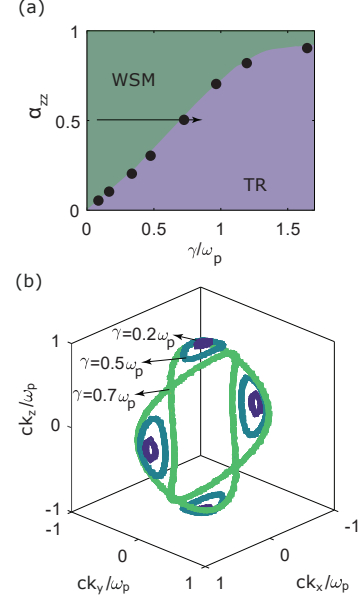 (a)
1
0.5
0
α_zz
WSM
TR
0 0.5 1 1.5
γ/ω_p
(b)
γ=0.2ω_p
γ=0.5ω_p
γ=0.7ω_p
1
0
-1
ck_z/ω_p
-1 0 1
ck_y/ω_p
1 0 -1
ck_x/ω_p